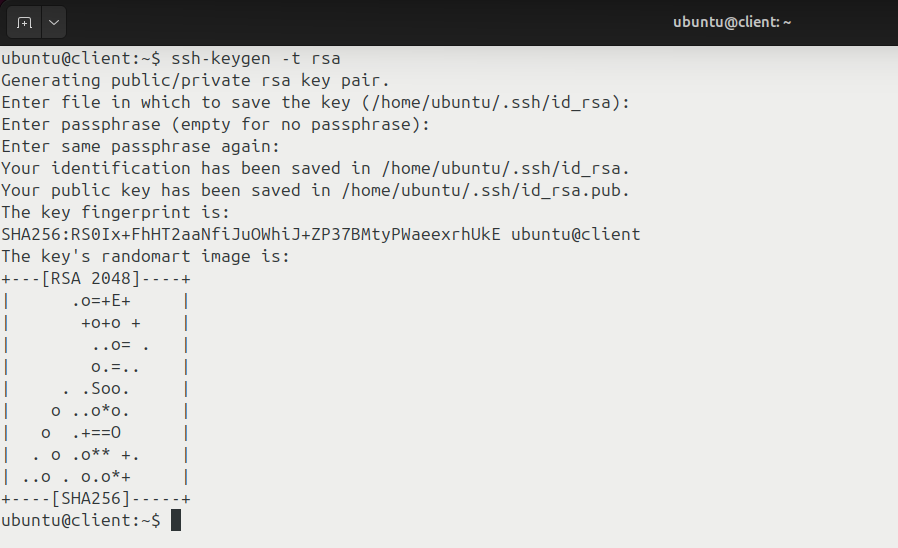 ubuntu@client: ~
ubuntu@client:~$ ssh-keygen -t rsa
Generating public/private rsa key pair.
Enter file in which to save the key (/home/ubuntu/.ssh/id_rsa):
Enter passphrase (empty for no passphrase):
Enter same passphrase again:
Your identification has been saved in /home/ubuntu/.ssh/id_rsa.
Your public key has been saved in /home/ubuntu/.ssh/id_rsa.pub.
The key fingerprint is:
SHA256:RS0Ix+FhHT2aaNfiJuOWhiJ+ZP37BMtyPWaeexrhUkE ubuntu@client
The key's randomart image is:
+---[RSA 2048]----+
|      .o=+E+     |
|       +o+o +    |
|        ..o= .   |
|        o.=..    |
|     . .Soo.     |
|    o ..o*o.     |
|   o  .+==O      |
|  . o .o** +.    |
| ..o . o.o*+     |
+----[SHA256]-----+
ubuntu@client:~$